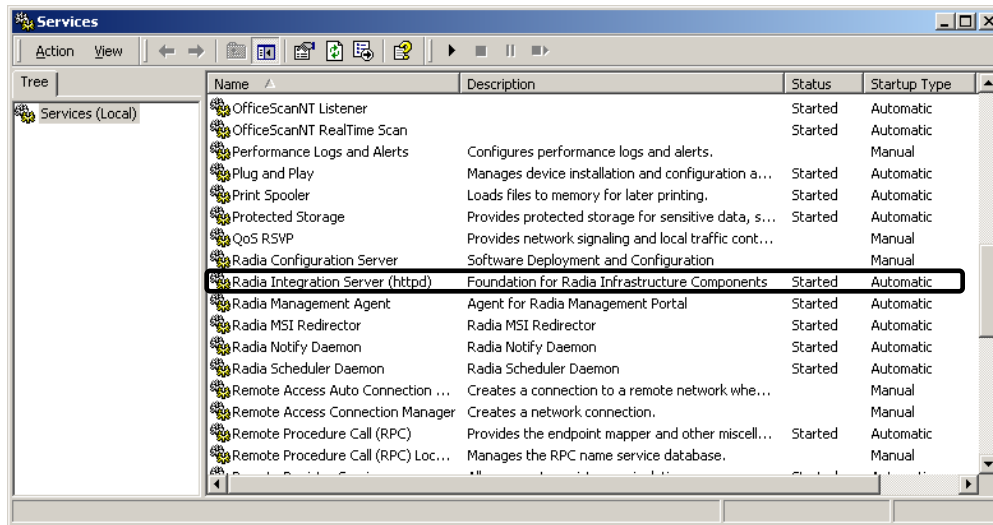 Services
Action View
Tree
Name Description Status Startup Type
Services (Local)
OfficeScanNT Listener Started Automatic
OfficeScanNT RealTime Scan Started Automatic
Performance Logs and Alerts Configures performance logs and alerts. Manual
Plug and Play Manages device installation and configuration a... Started Automatic
Print Spooler Loads files to memory for later printing. Started Automatic
Protected Storage Provides protected storage for sensitive data, s... Started Automatic
QoS RSVP Provides network signaling and local traffic cont... Manual
Radia Configuration Server Software Deployment and Configuration Manual
Radia Integration Server (httpd) Foundation for Radia Infrastructure Components Started Automatic
Radia Management Agent Agent for Radia Management Portal Started Automatic
Radia MSI Redirector Radia MSI Redirector Started Automatic
Radia Notify Daemon Radia Notify Daemon Started Automatic
Radia Scheduler Daemon Radia Scheduler Daemon Started Automatic
Remote Access Auto Connection ... Creates a connection to a remote network whe... Manual
Remote Access Connection Manager Creates a network connection. Manual
Remote Procedure Call (RPC) Provides the endpoint mapper and other miscell... Started Automatic
Remote Procedure Call (RPC) Loc... Manages the RPC name service database. Manual